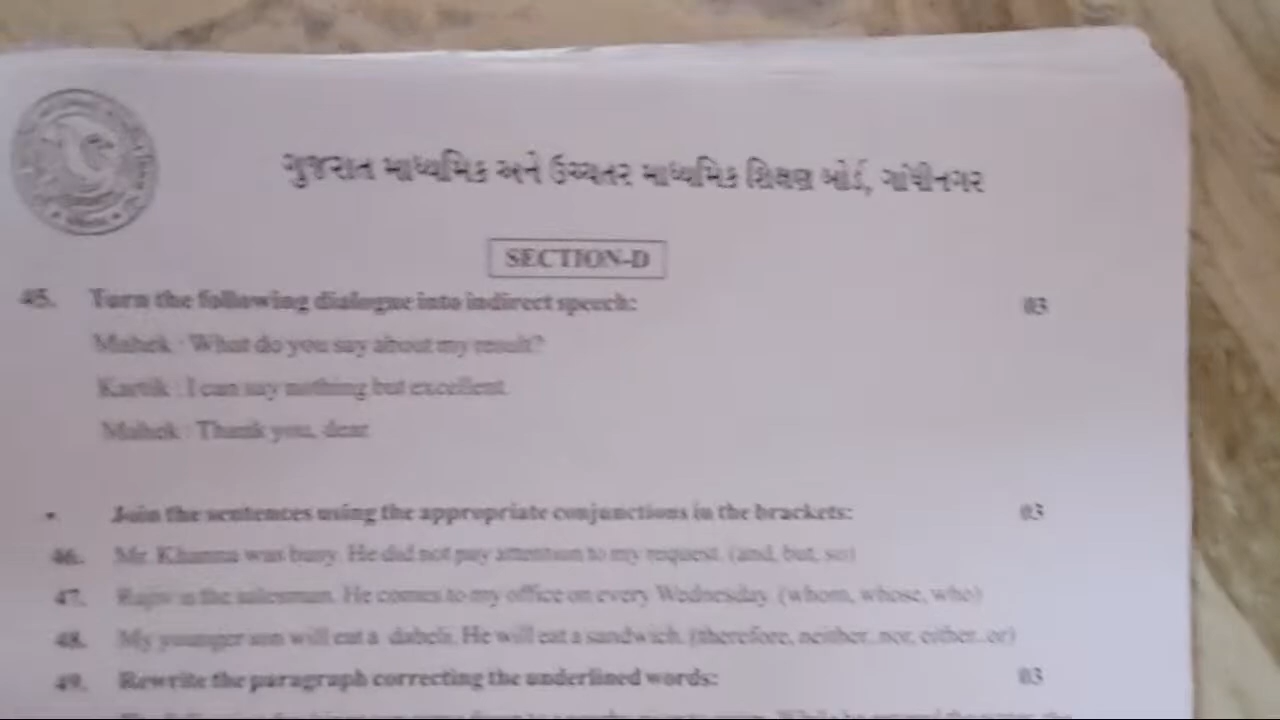 ગુજરાત માધ્યમિક અને ઉચ્ચતર માધ્યમિક શિક્ષણ બોર્ડ, ગાંધીનગર
SECTION-D
45. Turn the following dialogue into indirect speech: 03
Mahek : What do you say about my result?
Kartik : I can say nothing but excellent.
Mahek : Thank you, dear.
• Join the sentences using the appropriate conjunctions in the brackets: 03
46. Mr. Khanna was busy. He did not pay attention to my request. (and, but, so)
47. Rajiv is the salesman. He comes to my office on every Wednesday. (whom, whose, who)
48. My younger son will eat a dabeli. He will eat a sandwich. (therefore, neither..nor, either..or)
49. Rewrite the paragraph correcting the underlined words: 03